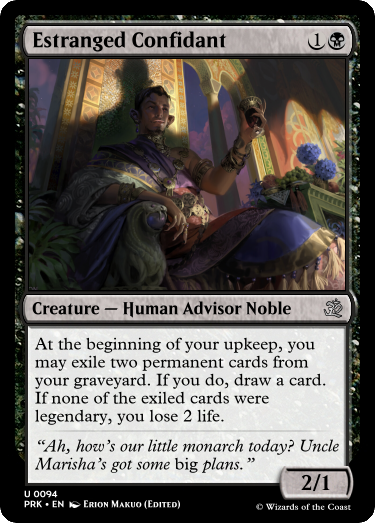 Estranged Confidant 1
Creature — Human Advisor Noble
At the beginning of your upkeep, you
may exile two permanent cards from
your graveyard. If you do, draw a card.
If none of the exiled cards were
legendary, you lose 2 life.
“Ah, how’s our little monarch today? Uncle
Marisha’s got some big plans.”
2/1
U 0094
PRK • EN Erion Makuo (Edited)
© Wizards of the Coast